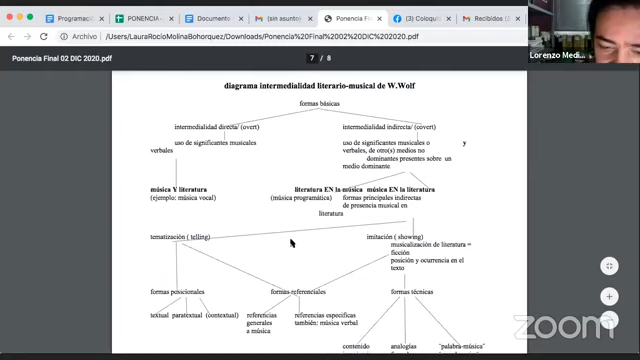 Programació
PONENCIA -
Documento
(sin asunto)
Ponencia Final
(3) Coloquio
Recibidos
Archivo /Users/LauraRocioMolinaBohorquez/Downloads/Ponencia%20Final%2002%20DIC%202020.pdf
Ponencia Final 02 DIC 2020.pdf
7 / 8
Lorenzo Medi
diagrama intermedialidad literario-musical de W.Wolf
formas básicas
intermedialidad directa/ (overt)
intermedialidad indirecta/ (covert)
uso de significantes musicales y
verbales
uso de significantes musicales o
verbales, de otro(s) medios no
dominantes presentes sobre un
medio dominante
música Y literatura
(ejemplo: música vocal)
literatura EN la música
(música programática)
música EN la literatura
formas principales indirectas
de presencia musical en
literatura
tematización ( telling)
imitación ( showing)
musicalización de literatura =
ficción
posición y ocurrencia en el
texto
formas posicionales
formas referenciales
formas técnicas
textual paratextual (contextual)
referencias
generales
a música
referencias especificas
también: música verbal
contenido
analogías
"palabra-música"
zoom